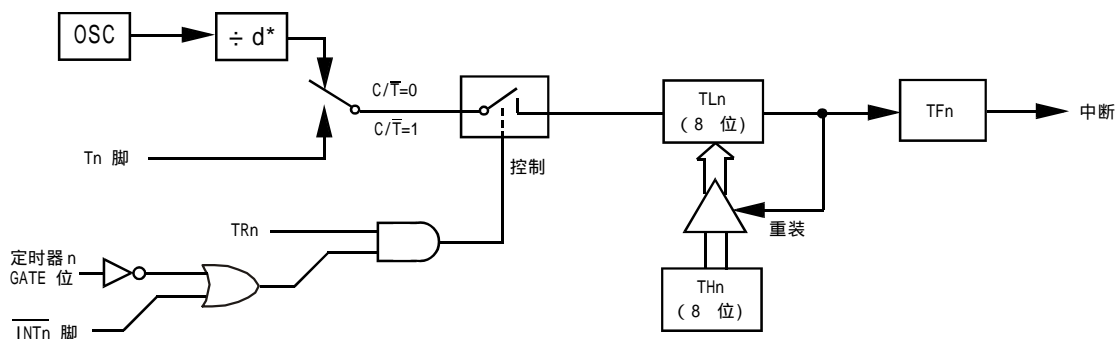 OSC
÷ d*
C/T̅=0
C/T̅=1
Tn 脚
控制
TLn
(8 位)
TFn
中断
重装
THn
(8 位)
TRn
定时器n
GATE 位
I̅N̅T̅n̅ 脚